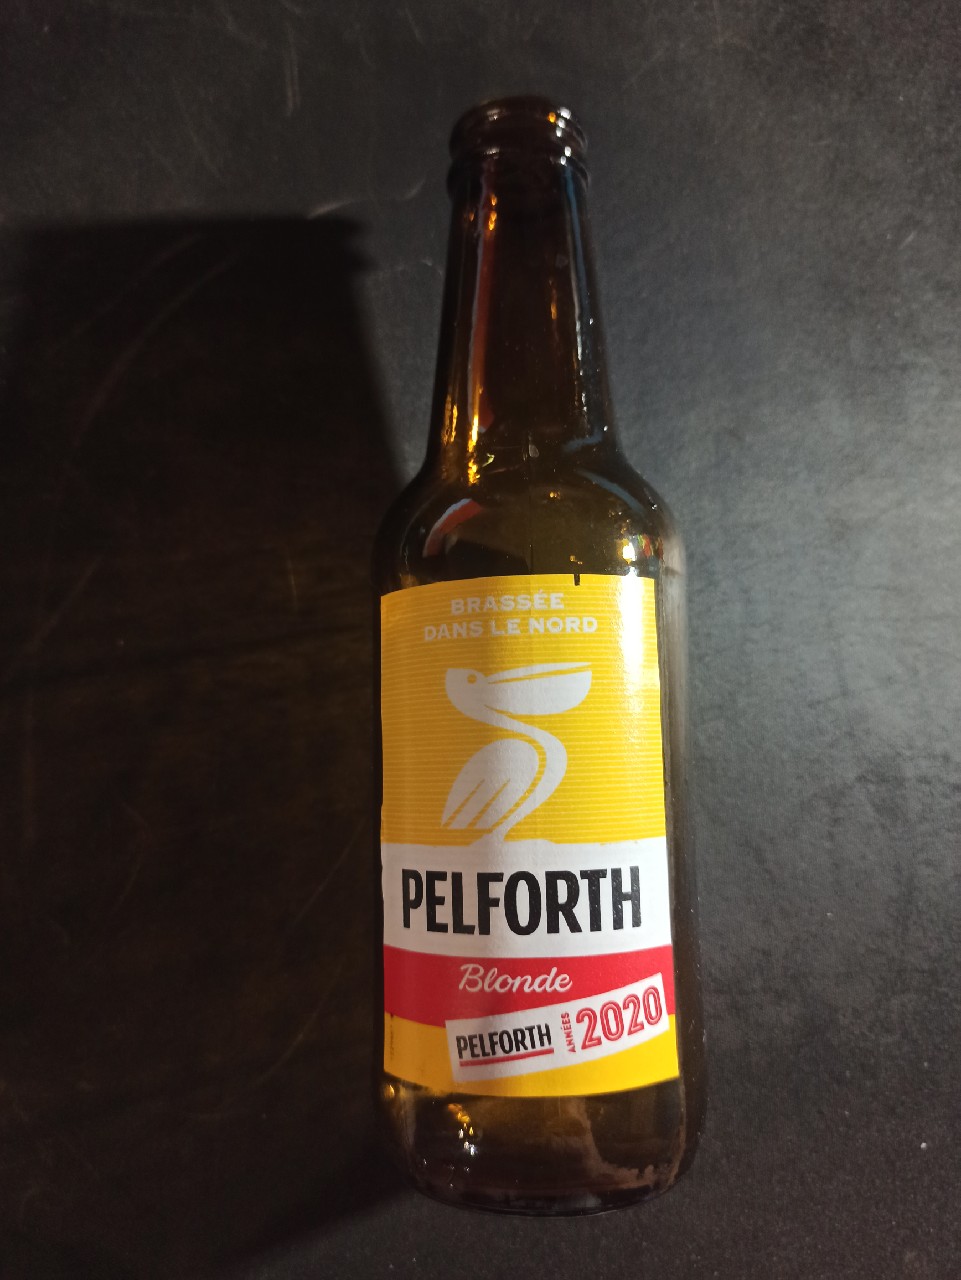 BRASSÉE
DANS LE NORD
PELFORTH
Blonde
PELFORTH ANNÉES 2020